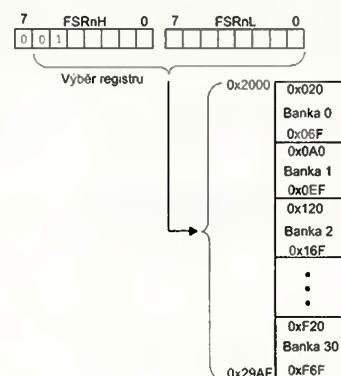 7 FSRnH 0 7 FSRnL 0
0 0 1
Výběr registru
0x2000
0x020
Banka 0
0x06F
0x0A0
Banka 1
0x0EF
0x120
Banka 2
0x16F
0xF20
Banka 30
0x29AF
0xF6F